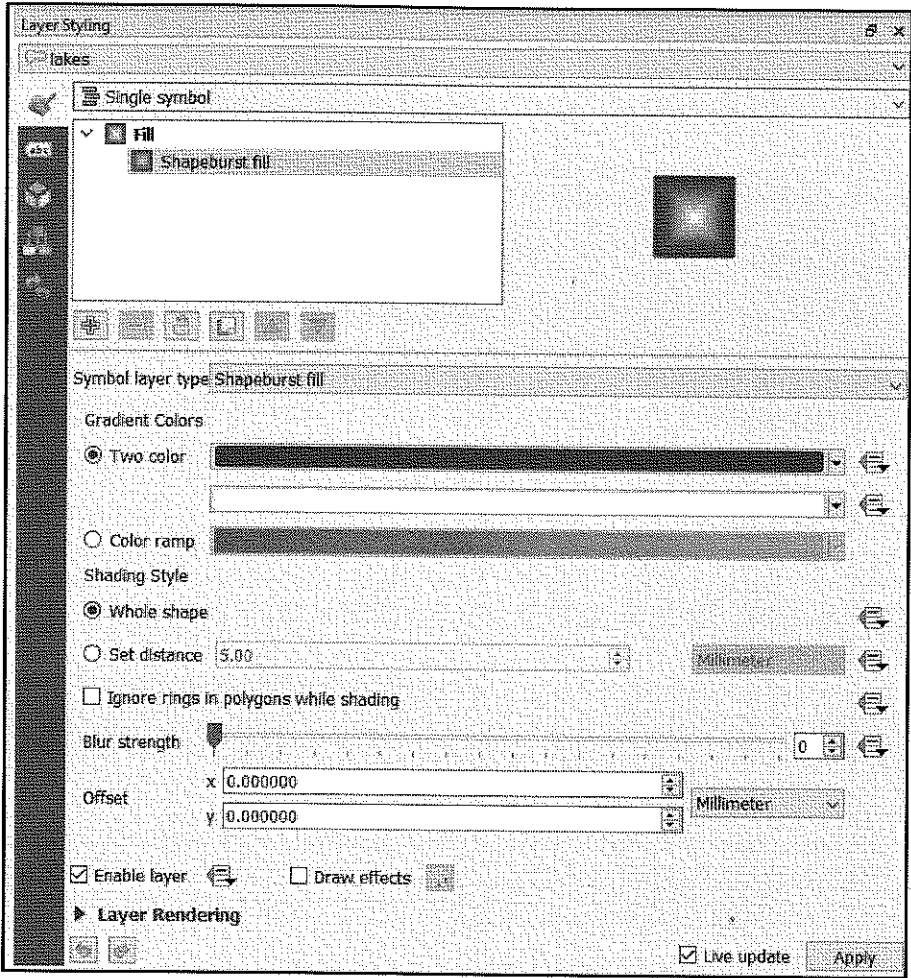 Layer Styling
lakes
Single symbol
abc
Fill
Shapeburst fill
Symbol layer type Shapeburst fill
Gradient Colors
Two color
Color ramp
Shading Style
Whole shape
Set distance 5.00 Millimeter
Ignore rings in polygons while shading
Blur strength 0
Offset
x 0.000000
Millimeter
y 0.000000
Enable layer Draw effects
Layer Rendering
Live update Apply